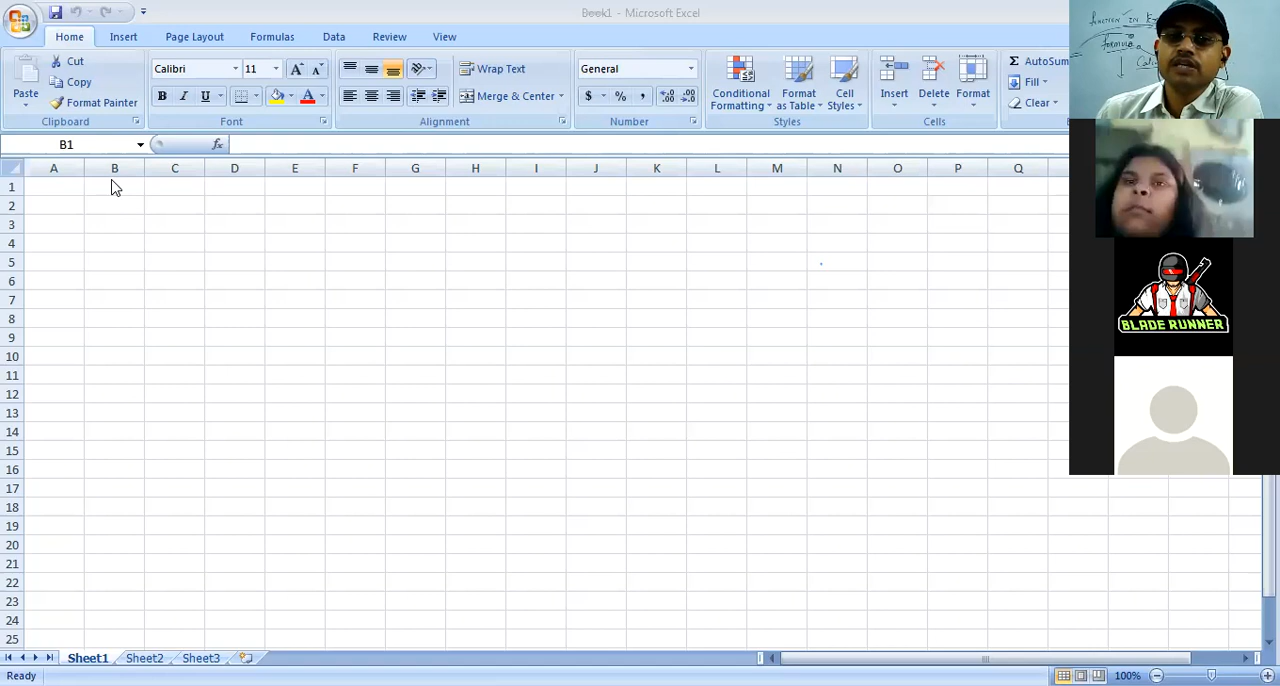 Book1 - Microsoft Excel
Home Insert Page Layout Formulas Data Review View
Cut
Copy
Format Painter
Paste
Clipboard
Calibri 11
B I U A
Font
Wrap Text
Merge & Center
Alignment
General
$ % ,
Number
Conditional Formatting
Format as Table
Cell Styles
Styles
Insert Delete Format
Cells
Σ AutoSum
Fill
Clear
B1 fx
A B C D E F G H I J K L M N O P Q
1
2
3
4
5
6
7
8
9
10
11
12
13
14
15
16
17
18
19
20
21
22
23
24
25
Sheet1 Sheet2 Sheet3
Ready
100%
function in
Formula
BLADE RUNNER